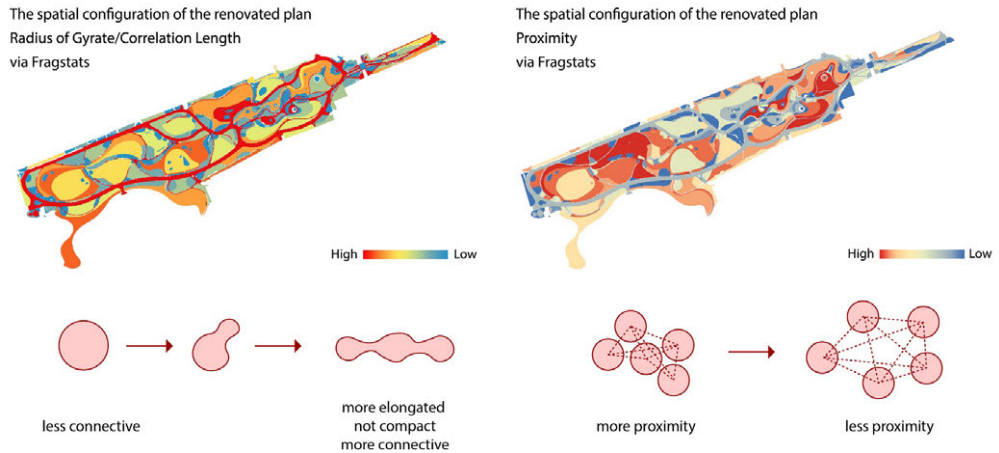 The spatial configuration of the renovated plan
Radius of Gyrate/Correlation Length
via Fragstats
High
Low
less connective
more elongated
not compact
more connective
The spatial configuration of the renovated plan
Proximity
via Fragstats
High
Low
more proximity
less proximity